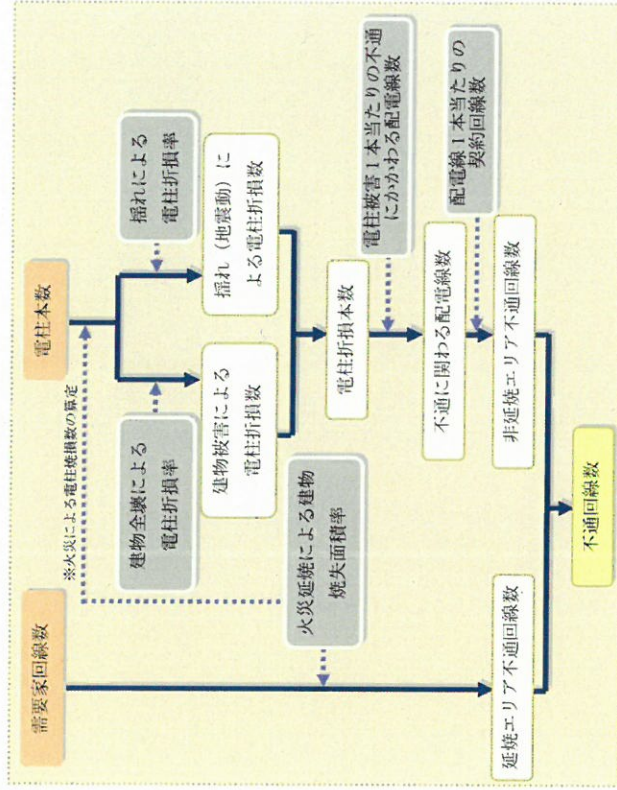 需要家回線数
電柱本数
※火災による電柱焼損数の算定
建物全壊による
電柱折損率
揺れによる
電柱折損率
建物被害による
電柱折損数
揺れ（地震動）に
よる電柱折損数
火災延焼による建物
焼失面積率
電柱折損本数
電柱被害１本当たりの不通
にかかわる配電線数
不通に関わる配電線数
配電線１本当たりの
契約回線数
延焼エリア不通回線数
非延焼エリア不通回線数
不通回線数